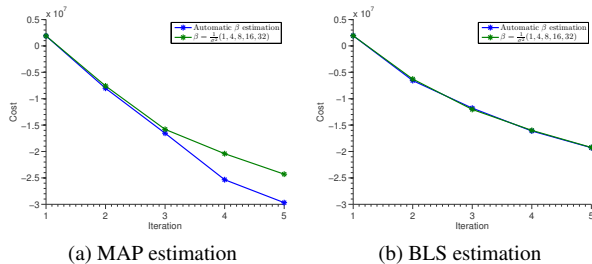 x 10^7
0.5
0
-0.5
-1
-1.5
-2
-2.5
-3
Cost
1 2 3 4 5
Iteration
Automatic β estimation
β = 1/σ² (1, 4, 8, 16, 32)
(a) MAP estimation
x 10^7
0.5
0
-0.5
-1
-1.5
-2
-2.5
-3
Cost
1 2 3 4 5
Iteration
Automatic β estimation
β = 1/σ² (1, 4, 8, 16, 32)
(b) BLS estimation